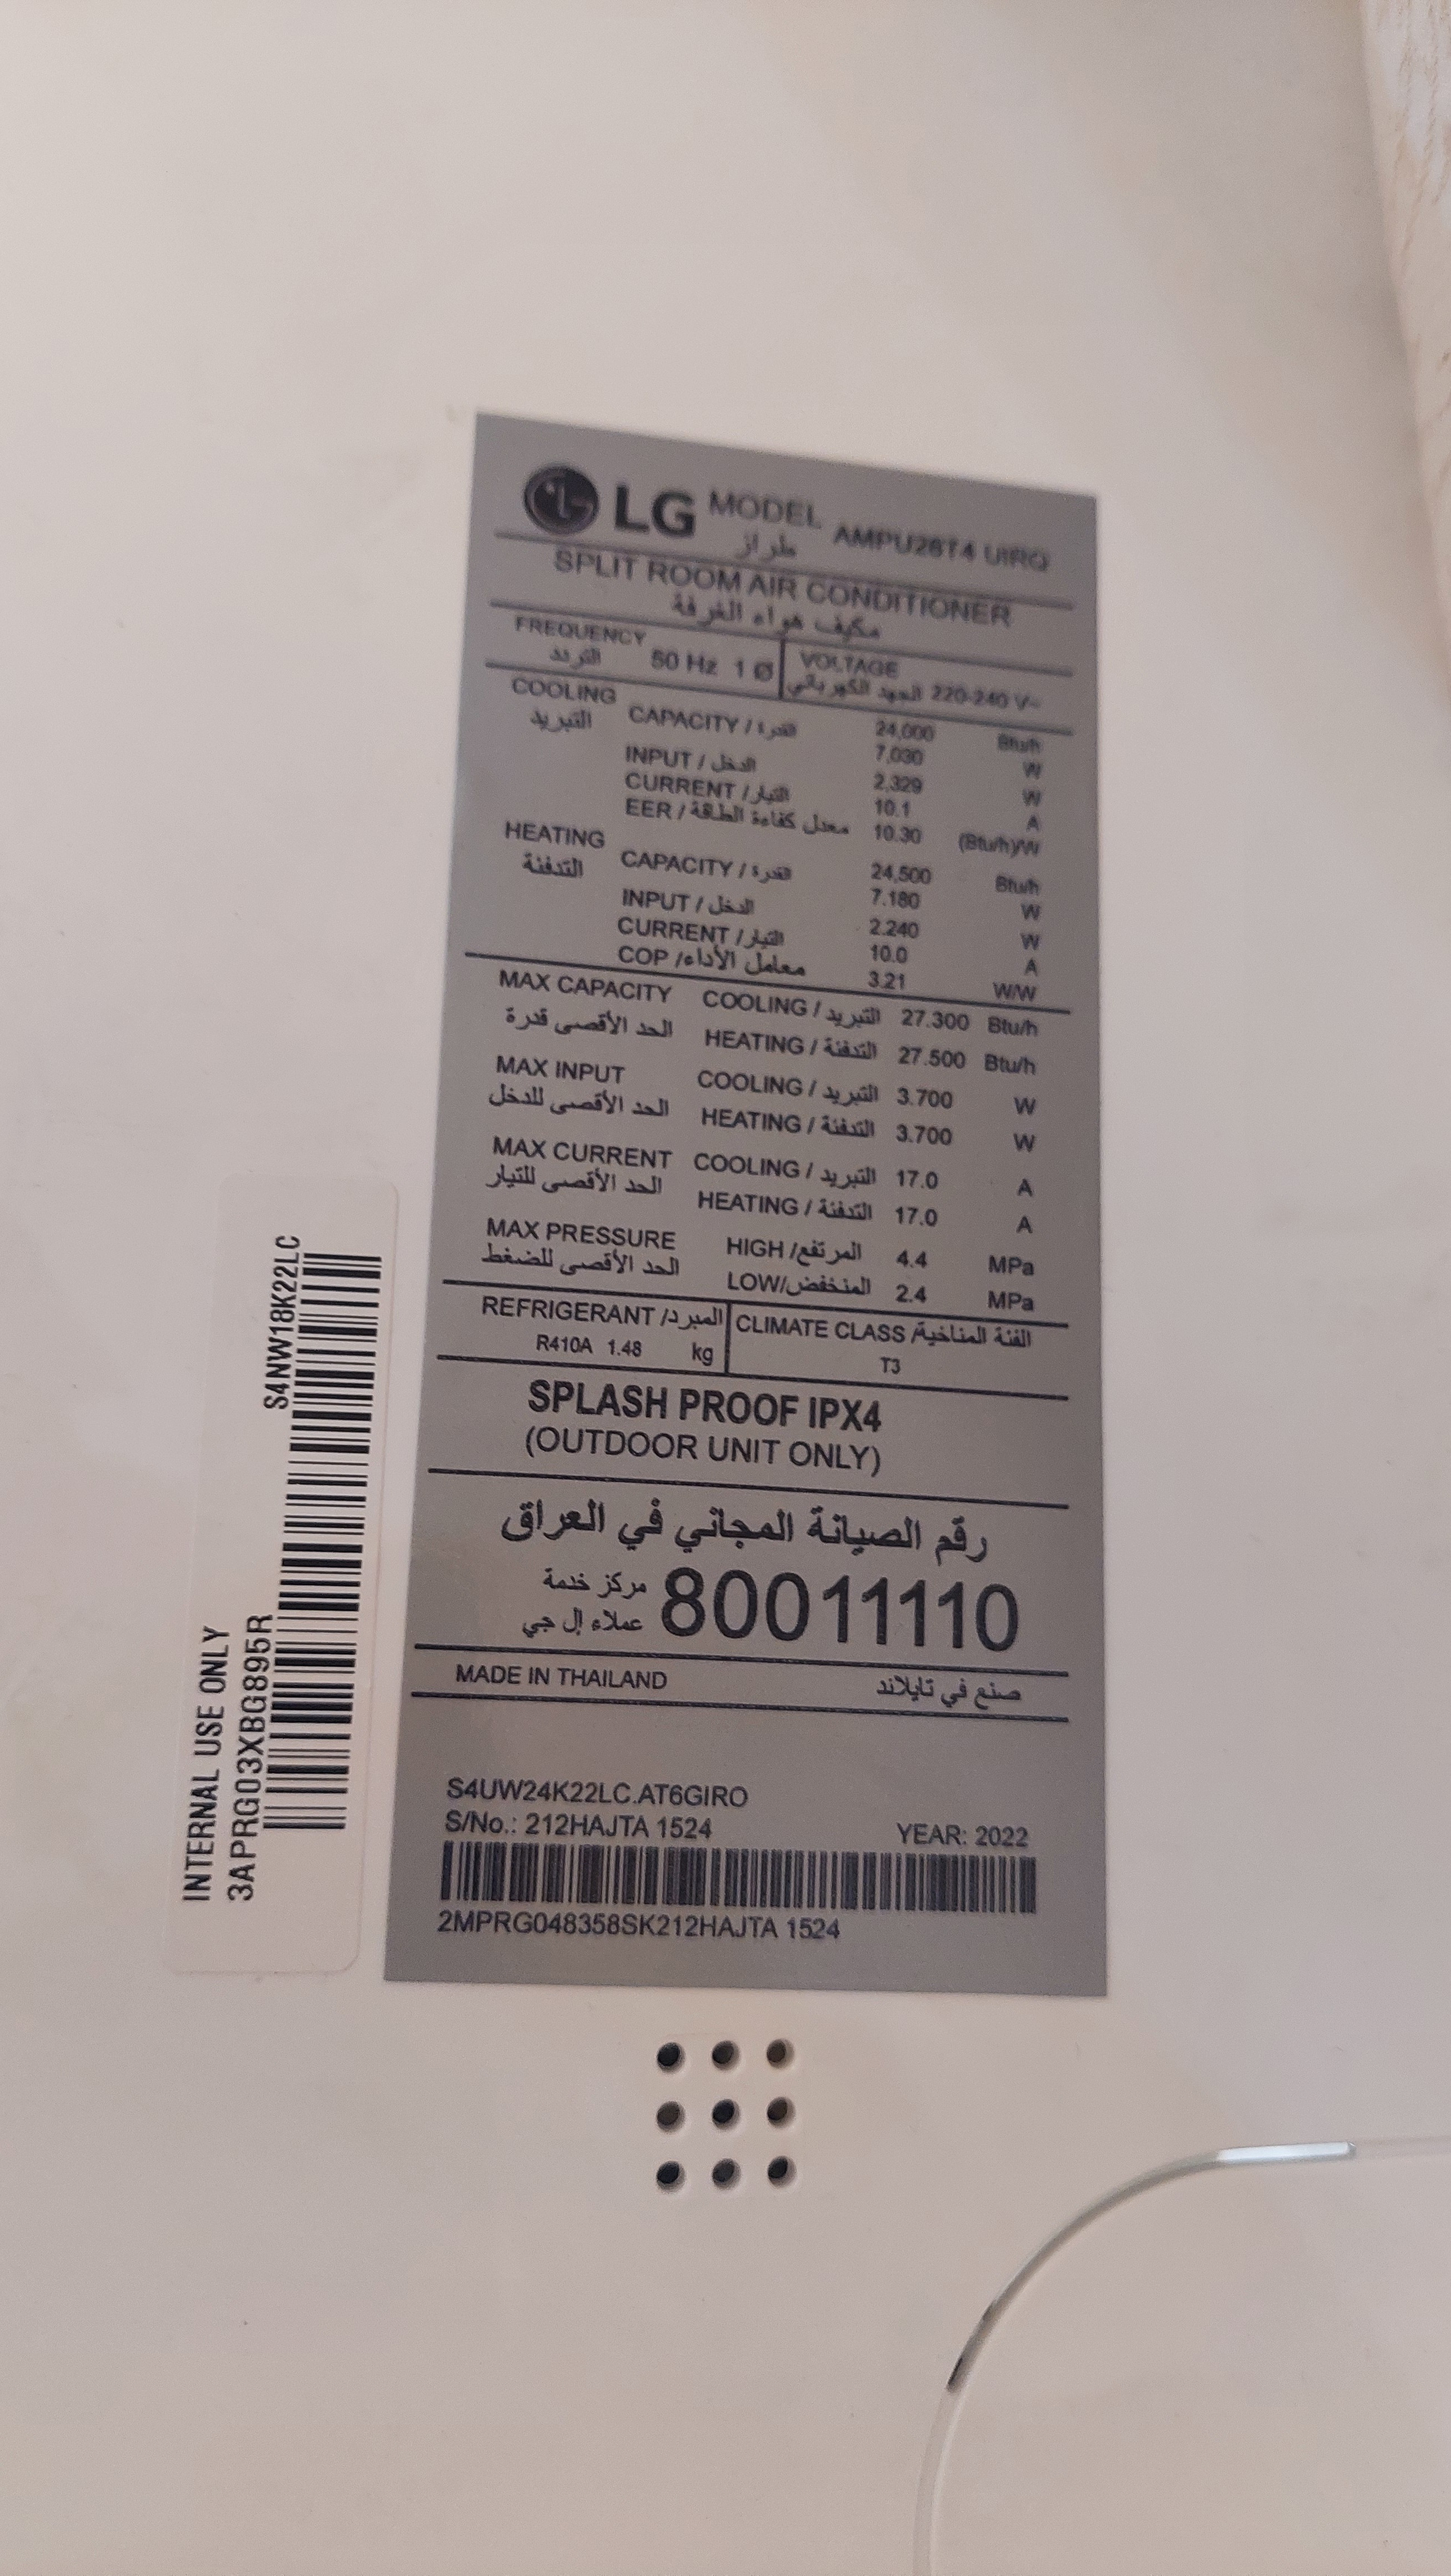 LG MODEL AMPU28T4 UIRQ
طراز
SPLIT ROOM AIR CONDITIONER
مكيف هواء الغرفة
FREQUENCY 50 Hz 1 Ø VOLTAGE 220-240 V~
التردد الجهد الكهربائي
COOLING CAPACITY / القدرة 24,000 Btu/h
التبريد 7,030 W
INPUT / الدخل 2,329 W
CURRENT / التيار 10.1 A
EER / معدل كفاءة الطاقة 10.30 (Btu/h)/W
HEATING CAPACITY / القدرة 24,500 Btu/h
التدفئة 7.180 W
INPUT / الدخل 2.240 W
CURRENT / التيار 10.0 A
COP / معامل الأداء 3.21 W/W
MAX CAPACITY COOLING / التبريد 27.300 Btu/h
الحد الأقصى قدرة HEATING / التدفئة 27.500 Btu/h
MAX INPUT COOLING / التبريد 3.700 W
الحد الأقصى للدخل HEATING / التدفئة 3.700 W
MAX CURRENT COOLING / التبريد 17.0 A
الحد الأقصى للتيار HEATING / التدفئة 17.0 A
MAX PRESSURE HIGH / المرتفع 4.4 MPa
الحد الأقصى للضغط LOW / المنخفض 2.4 MPa
REFRIGERANT / المبرد CLIMATE CLASS / الفئة المناخية
R410A 1.48 kg T3
SPLASH PROOF IPX4
(OUTDOOR UNIT ONLY)
رقم الصيانة المجاني في العراق
مركز خدمة 80011110
عملاء إل جي
MADE IN THAILAND صنع في تايلاند
S4UW24K22LC.AT6GIRO
S/No.: 212HAJTA 1524 YEAR: 2022
2MPRG048358SK212HAJTA 1524
INTERNAL USE ONLY
3APRG03XBG895R
S4NW18K22LC